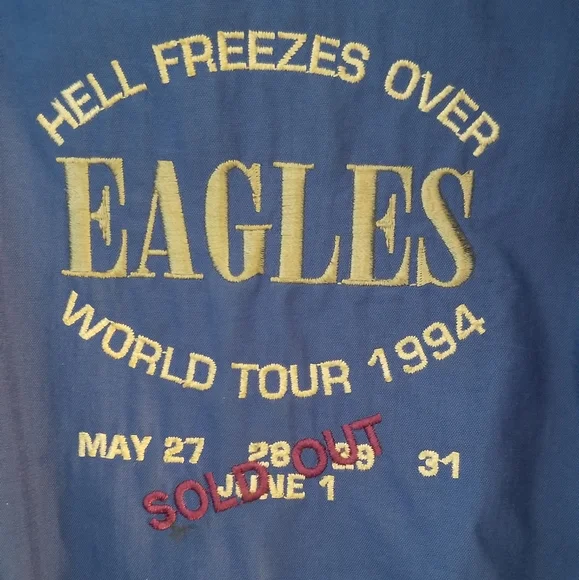 HELL FREEZES OVER
EAGLES
WORLD TOUR 1994
MAY 27 28 29 31
JUNE 1
SOLD OUT